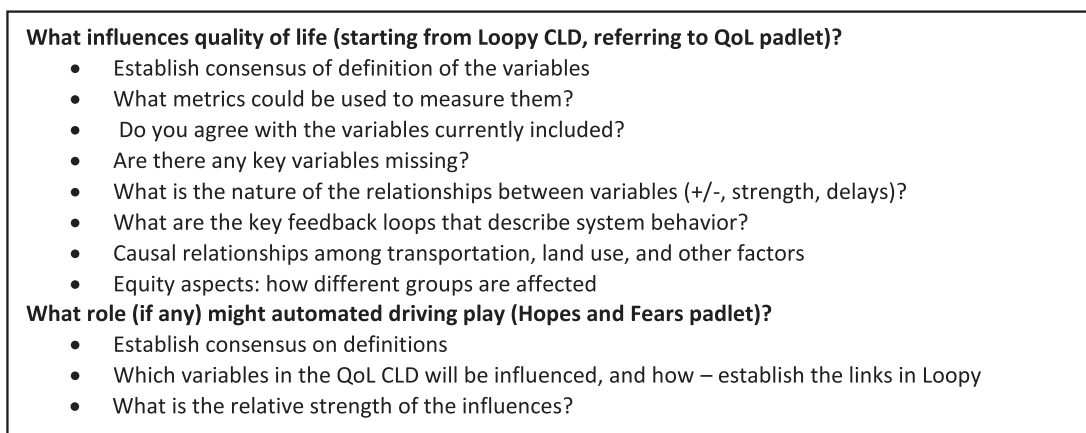 What influences quality of life (starting from Loopy CLD, referring to QoL padlet)?
• Establish consensus of definition of the variables
• What metrics could be used to measure them?
• Do you agree with the variables currently included?
• Are there any key variables missing?
• What is the nature of the relationships between variables (+/-, strength, delays)?
• What are the key feedback loops that describe system behavior?
• Causal relationships among transportation, land use, and other factors
• Equity aspects: how different groups are affected
What role (if any) might automated driving play (Hopes and Fears padlet)?
• Establish consensus on definitions
• Which variables in the QoL CLD will be influenced, and how – establish the links in Loopy
• What is the relative strength of the influences?